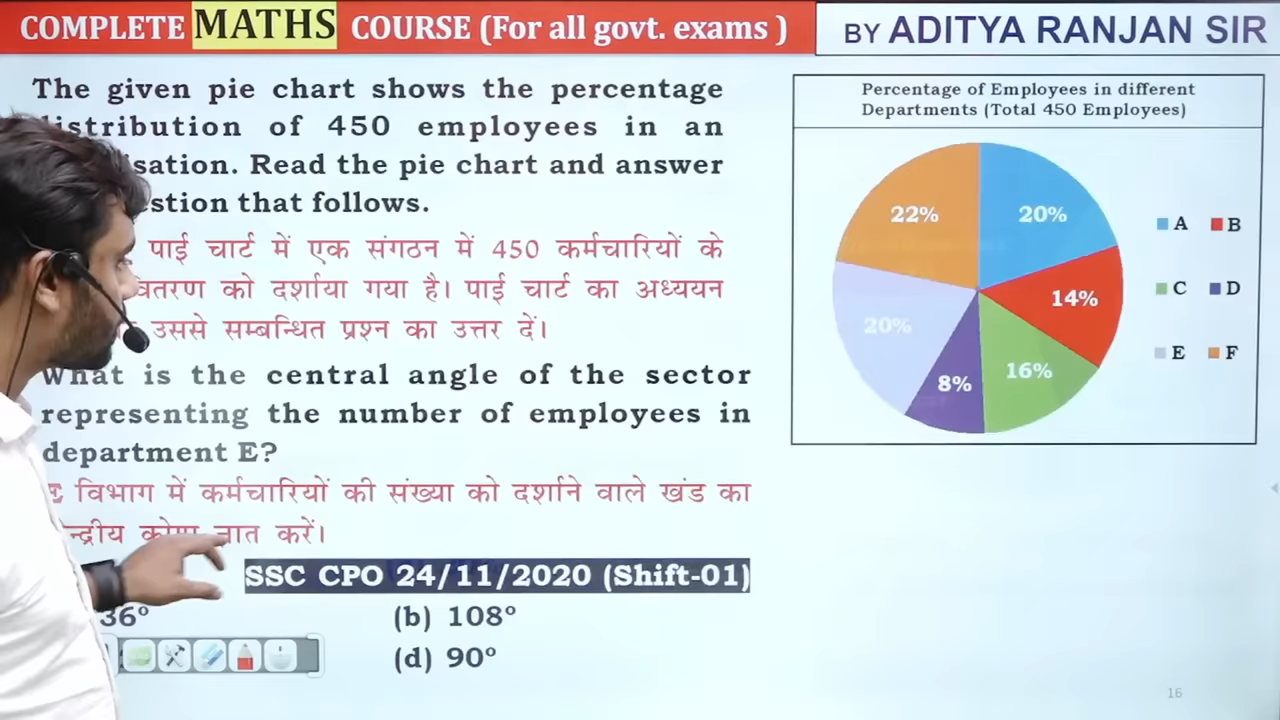 COMPLETE MATHS COURSE (For all govt. exams )
BY ADITYA RANJAN SIR
The given pie chart shows the percentage
distribution of 450 employees in an
sation. Read the pie chart and answer
stion that follows.
पाई चार्ट में एक संगठन में 450 कर्मचारियों के
वितरण को दर्शाया गया है। पाई चार्ट का अध्ययन
उससे सम्बन्धित प्रश्न का उत्तर दें।
What is the central angle of the sector
representing the number of employees in
department E?
E विभाग में कर्मचारियों की संख्या को दर्शाने वाले खंड का
न्द्रीय कोण ज्ञात करें।
SSC CPO 24/11/2020 (Shift-01)
36°
(b) 108°
(d) 90°
Percentage of Employees in different
Departments (Total 450 Employees)
22%
20%
14%
20%
16%
8%
A B
C D
E F
16